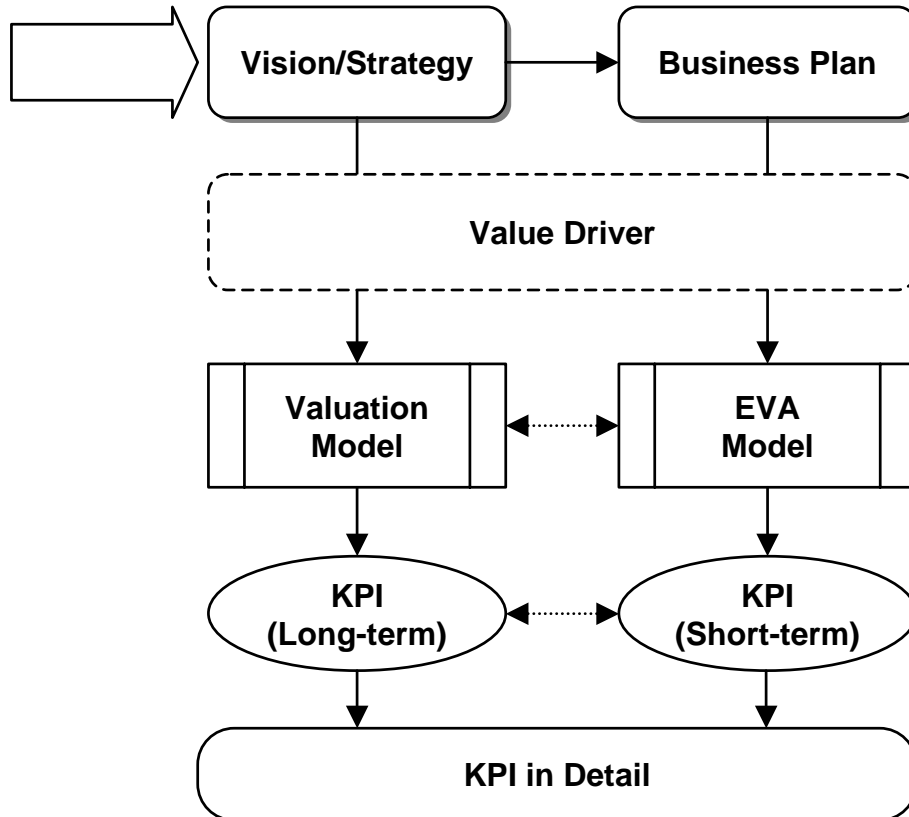 Vision/Strategy
Business Plan
Value Driver
Valuation
Model
EVA
Model
KPI
(Long-term)
KPI
(Short-term)
KPI in Detail